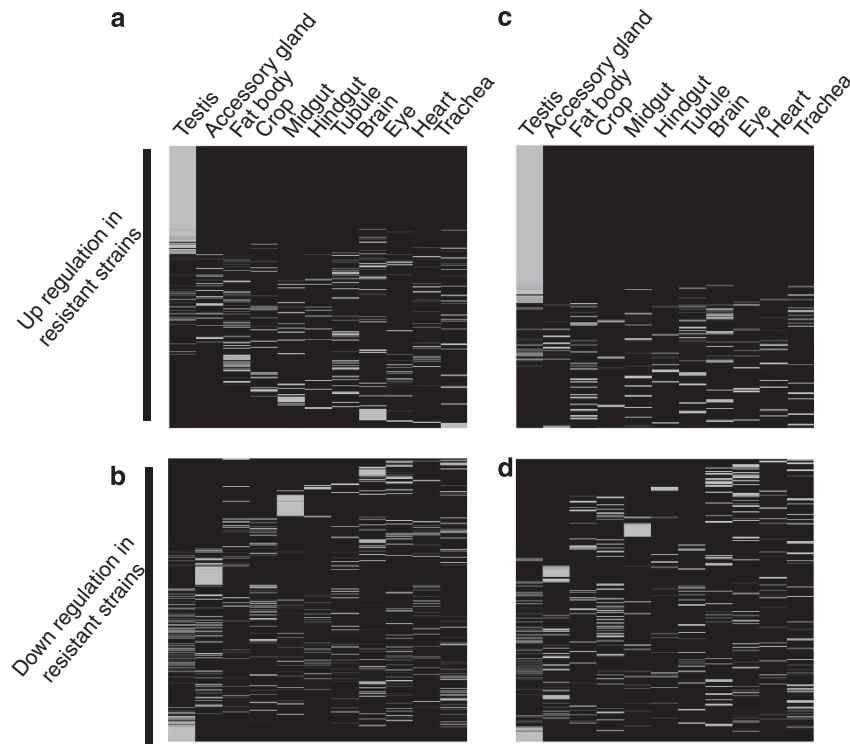 a
Testis
Accessory gland
Fat body
Crop
Midgut
Hindgut
Tubule
Brain
Eye
Heart
Trachea
c
Testis
Accessory gland
Fat body
Crop
Midgut
Hindgut
Tubule
Brain
Eye
Heart
Trachea
Up regulation in
resistant strains
b
d
Down regulation in
resistant strains